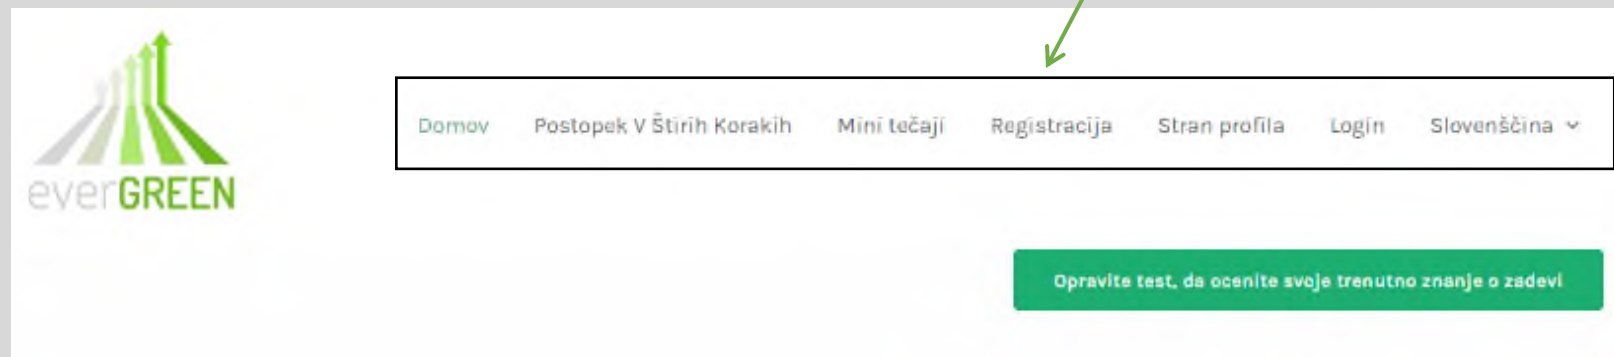 Domov Postopek V Štirih Korakih Mini tečaji Registracija Stran profila Login Slovenščina
everGREEN
Opravite test, da ocenite svoje trenutno znanje o zadevi